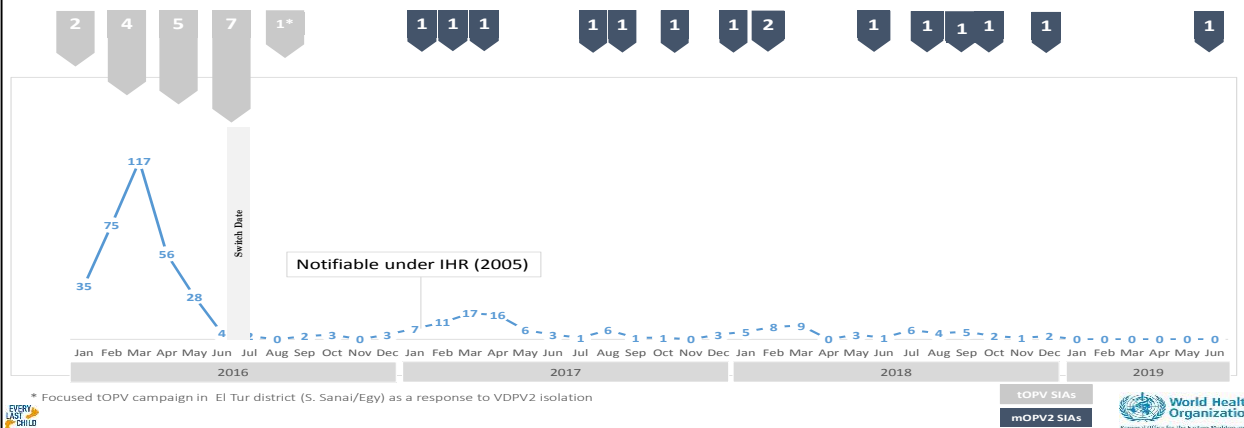 2 4 5 7 1* 1 1 1 1 1 1 1 2 1 1 1 1 1 1
117
75
56
35
28
4 2 0 2 3 0 3 7 11 17 16 6 3 1 6 1 1 0 3 5 8 9 0 3 1 6 4 5 2 1 2 0 0 0 0 0 0
Switch Date
Notifiable under IHR (2005)
Jan Feb Mar Apr May Jun Jul Aug Sep Oct Nov Dec Jan Feb Mar Apr May Jun Jul Aug Sep Oct Nov Dec Jan Feb Mar Apr May Jun Jul Aug Sep Oct Nov Dec Jan Feb Mar Apr May Jun
2016 2017 2018 2019
* Focused tOPV campaign in El Tur district (S. Sanai/Egy) as a response to VDPV2 isolation
tOPV SIAs
mOPV2 SIAs
EVERY
LAST
CHILD
World Healt
Organizatio